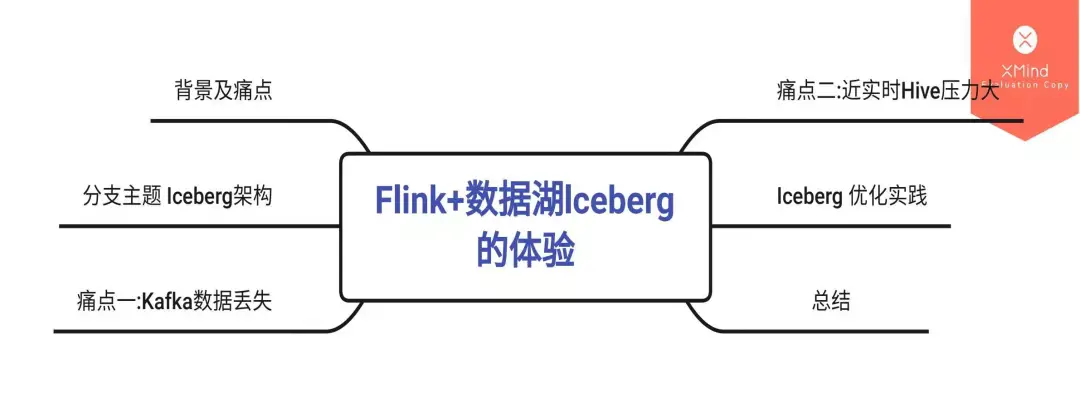 背景及痛点
分支主题 Iceberg架构
痛点一:Kafka数据丢失
Flink+数据湖Iceberg
的体验
痛点二:近实时Hive压力大
Iceberg 优化实践
总结
XMind
Evaluation Copy